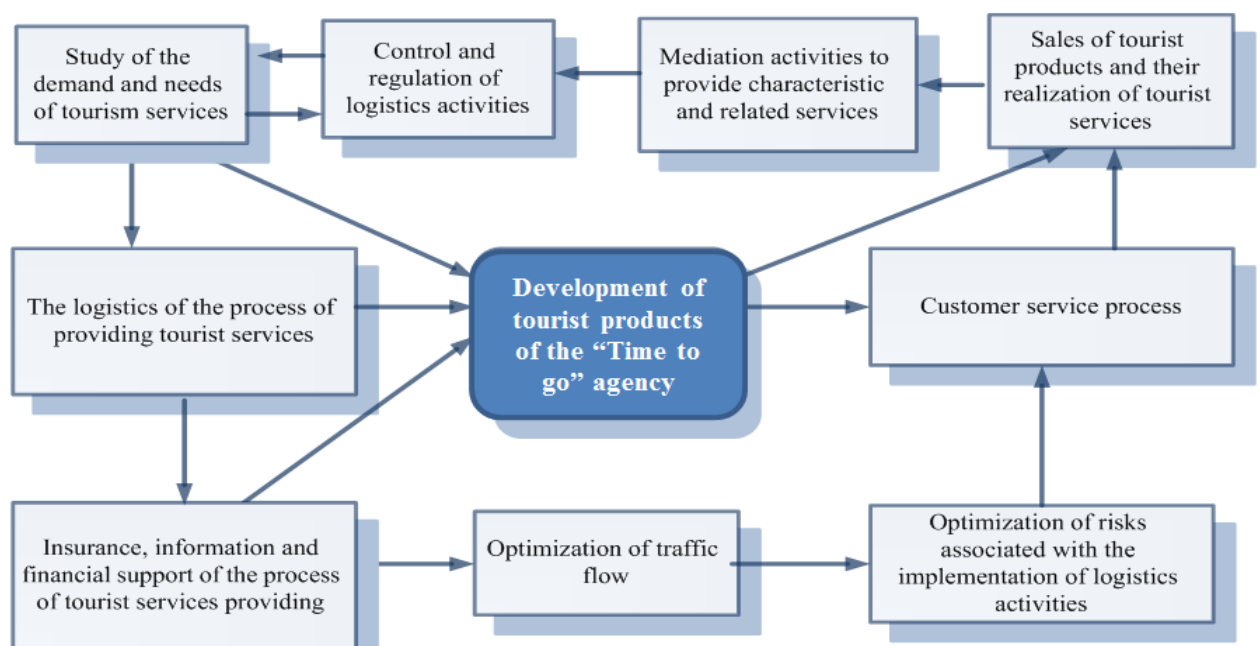 Study of the
demand and needs
of tourism services
Control and
regulation of
logistics activities
Mediation activities to
provide characteristic
and related services
Sales of tourist
products and their
realization of tourist
services
The logistics of the process of
providing tourist services
Development of
tourist products
of the “Time to
go” agency
Customer service process
Insurance, information and
financial support of the process
of tourist services providing
Optimization of traffic
flow
Optimization of risks
associated with the
implementation of logistics
activities